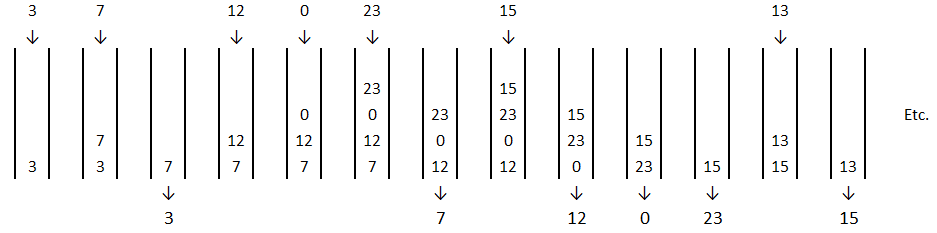 3 7 12 0 23 15 13
↓ ↓ ↓ ↓ ↓ ↓ ↓
23 15
0 0 23 23 15 Etc.
7 12 12 12 0 0 23 15 13
3 3 7 7 7 7 12 12 0 23 15 15 13
↓ ↓ ↓ ↓ ↓ ↓
3 7 12 0 23 15